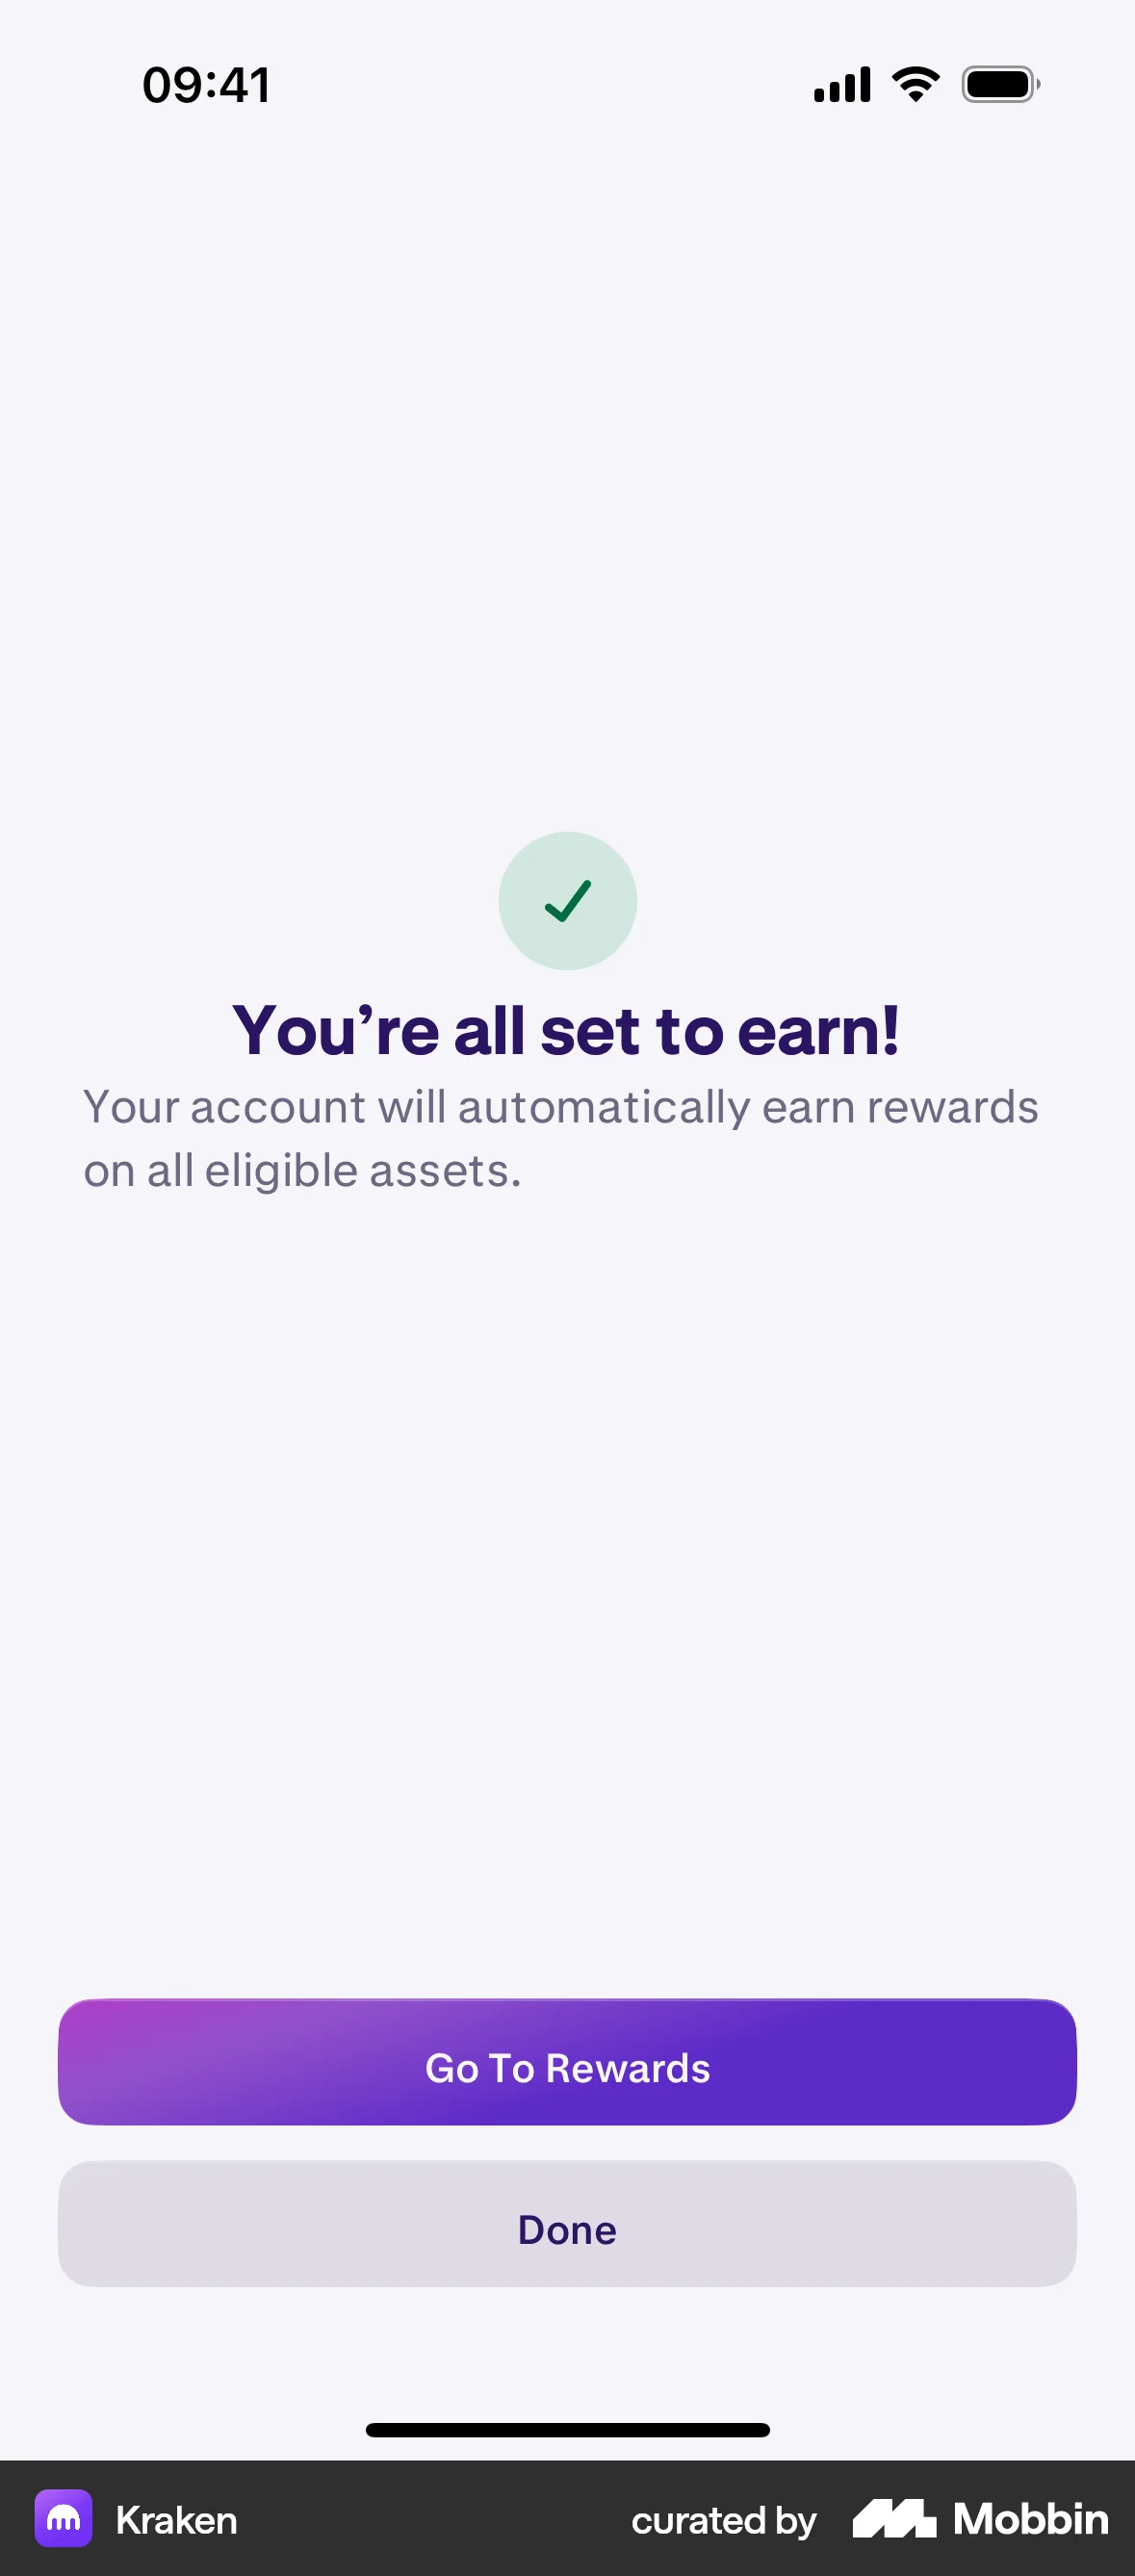 09:41
You’re all set to earn!
Your account will automatically earn rewards
on all eligible assets.
Go To Rewards
Done
Kraken
curated by Mobbin